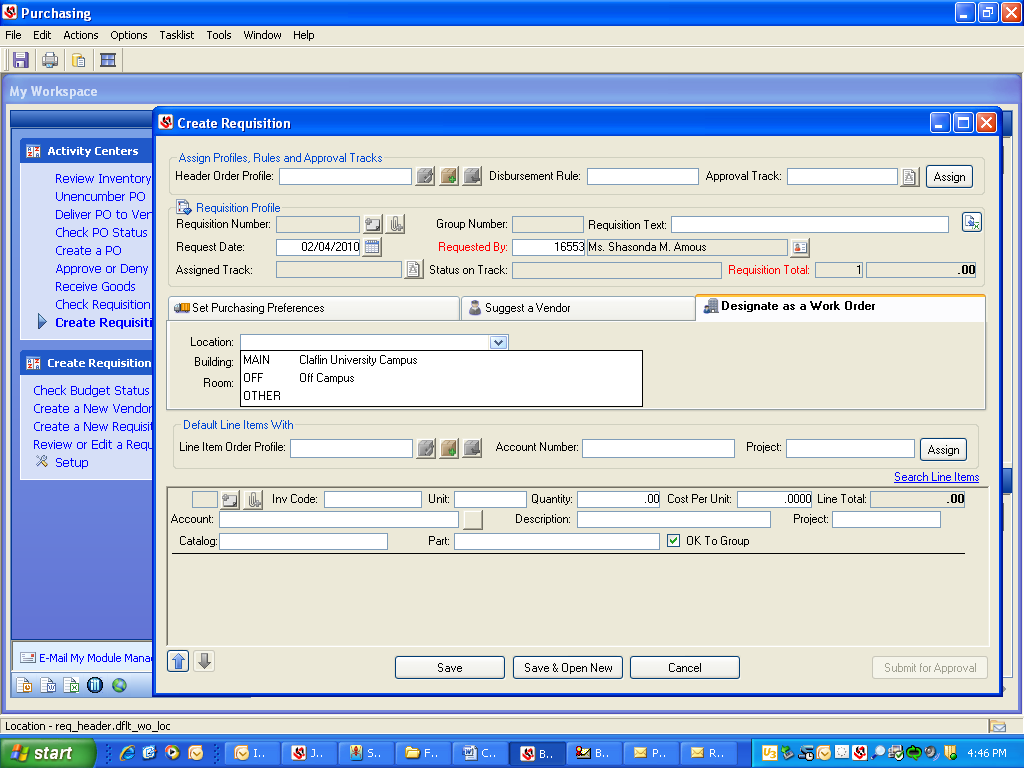 Purchasing
File Edit Actions Options Tasklist Tools Window Help
My Workspace
Activity Centers
Review Inventory
Unencumber PO
Deliver PO to Ven
Check PO Status
Create a PO
Approve or Deny
Receive Goods
Check Requisition
Create Requisiti
Create Requisition
Check Budget Status
Create a New Vendor
Create a New Requisit
Review or Edit a Requ
Setup
E-Mail My Module Mana
Create Requisition
Assign Profiles, Rules and Approval Tracks
Header Order Profile: Disbursement Rule: Approval Track: Assign
Requisition Profile
Requisition Number: Group Number: Requisition Text:
Request Date: 02/04/2010 Requested By: 16553 Ms. Shasonda M. Amous
Assigned Track: Status on Track: Requisition Total: 1 .00
Set Purchasing Preferences Suggest a Vendor Designate as a Work Order
Location:
Building: MAIN Claflin University Campus
Room: OFF Off Campus
OTHER
Default Line Items With
Line Item Order Profile: Account Number: Project: Assign
Search Line Items
Inv Code: Unit: Quantity: .00 Cost Per Unit: .0000 Line Total: .00
Account: Description: Project:
Catalog: Part: OK To Group
Save Save & Open New Cancel Submit for Approval
Location - req_header.dflt_wo_loc
start I... J... S... F... C... B.. B.. P.. R.. 4:46 PM